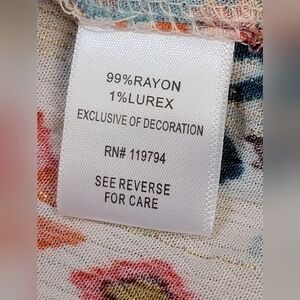 99%RAYON
1%LUREX
EXCLUSIVE OF DECORATION
RN# 119794
SEE REVERSE
FOR CARE